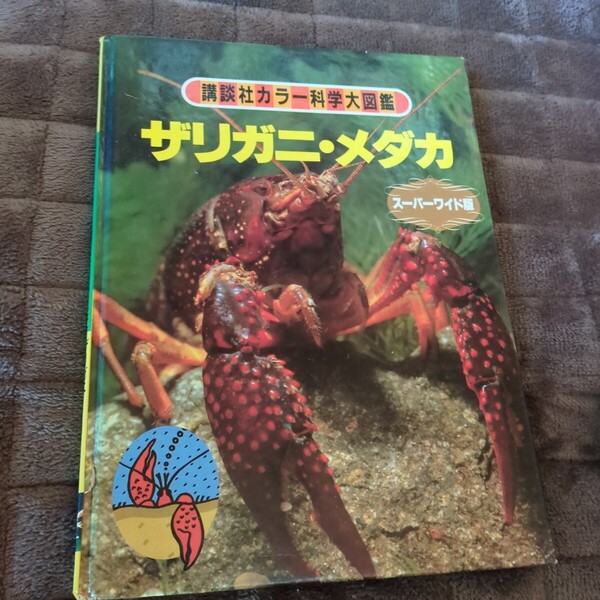 講談社カラー科学大図鑑
ザリガニ・メダカ
スーパーワイド版